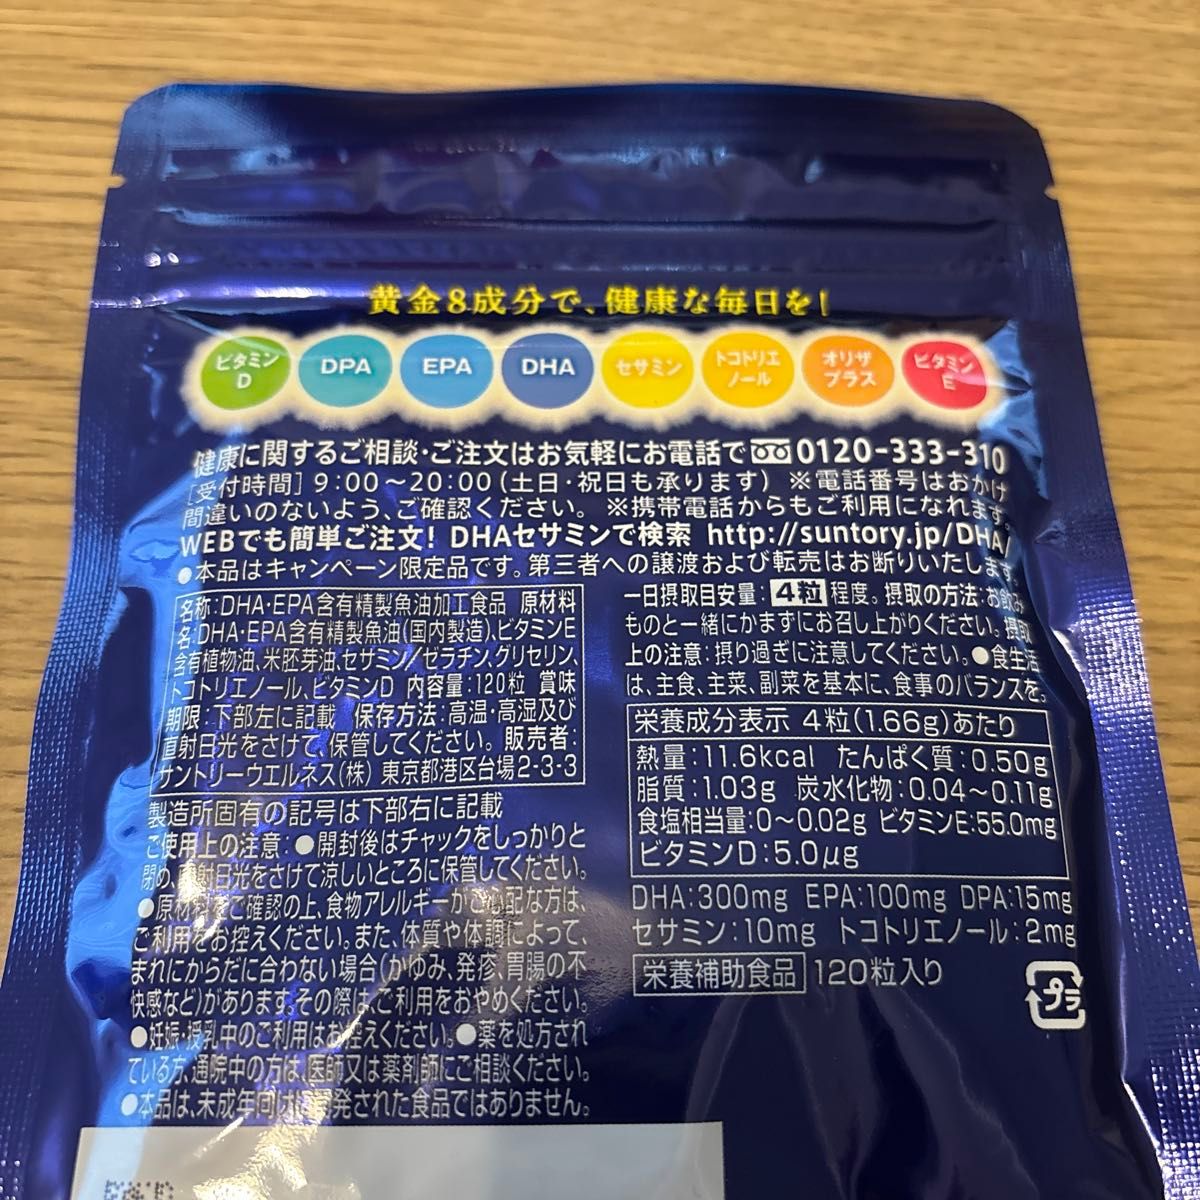 黄金8成分で、健康な毎日を!
ビタミン
D
DPA
EPA
DHA
セサミン
トコトリエ
ノール
オリザ
プラス
ビタミン
E
健康に関するご相談・ご注文はお気軽にお電話で 0120-333-310
[受付時間] 9:00〜20:00(土日・祝日も承ります) ※電話番号はおかけ
間違いのないよう、ご確認ください。 ※携帯電話からもご利用になれます。
WEBでも簡単ご注文! DHAセサミンで検索 http://suntory.jp/DHA/
●本品はキャンペーン限定品です。第三者への譲渡および転売はお断りいたします。
名称:DHA・EPA含有精製魚油加工食品 原材料
名:DHA・EPA含有精製魚油(国内製造)、ビタミンE
含有植物油、米胚芽油、セサミン/ゼラチン、グリセリン、
トコトリエノール、ビタミンD 内容量:120粒 賞味
期限:下部左に記載 保存方法:高温・高湿及び
直射日光をさけて、保管してください。 販売者:
サントリーウエルネス(株) 東京都港区台場2-3-3
製造所固有の記号は下部右に記載
ご使用上の注意:●開封後はチャックをしっかりと
閉め、直射日光をさけて涼しいところに保管してください。
●原材料をご確認の上、食物アレルギーがご心配な方は、
ご利用をお控えください。また、体質や体調によって、
まれにからだに合わない場合(かゆみ、発疹、胃腸の不
快感など)があります。その際は、ご利用をおやめください。
●妊娠・授乳中のご利用はお控えください。●薬を処方され
ている方、通院中の方は、医師又は薬剤師にご相談ください。
●本品は、未成年向けに開発された食品ではありません。
一日摂取目安量:4粒程度。摂取の方法:お飲み
ものと一緒にかまずにお召し上がりください。摂取
上の注意:摂り過ぎに注意してください。●食生活
は、主食、主菜、副菜を基本に、食事のバランスを。
栄養成分表示 4粒(1.66g)あたり
熱量:11.6kcal たんぱく質:0.50g
脂質:1.03g 炭水化物:0.04〜0.11g
食塩相当量:0〜0.02g ビタミンE:55.0mg
ビタミンD:5.0μg
DHA:300mg EPA:100mg DPA:15mg
セサミン:10mg トコトリエノール:2mg
栄養補助食品 120粒入り
プラ